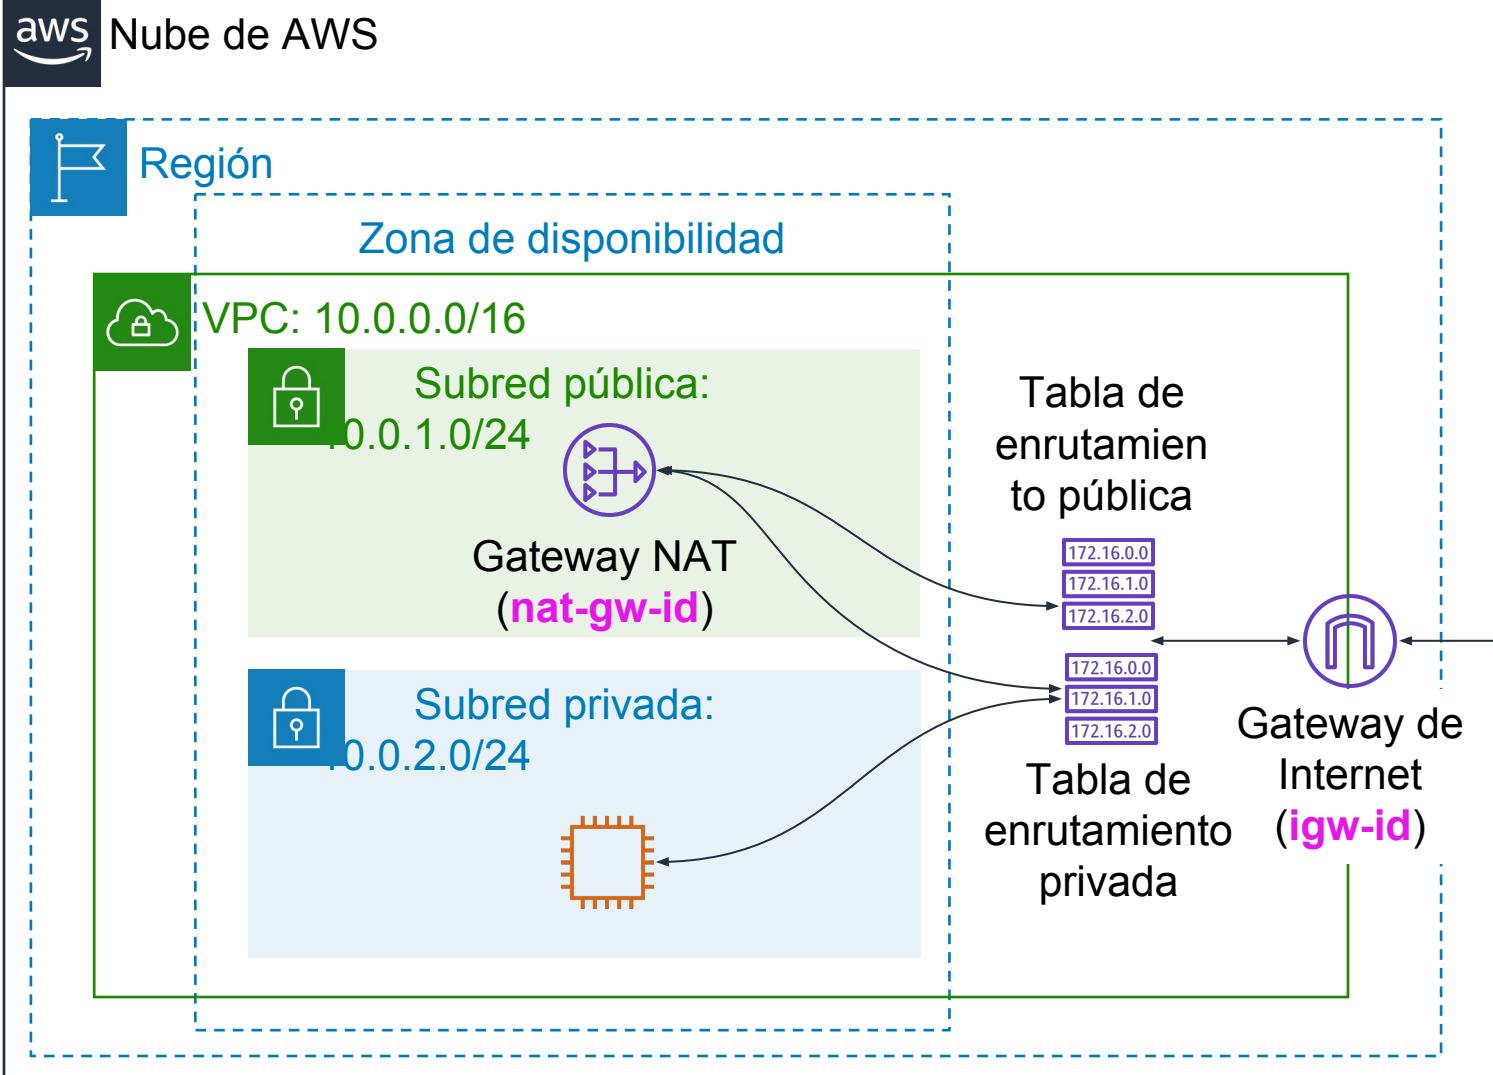 aws
Nube de AWS
Región
Zona de disponibilidad
VPC: 10.0.0.0/16
Subred pública:
10.0.1.0/24
Gateway NAT
(nat-gw-id)
Subred privada:
10.0.2.0/24
Tabla de
enrutamien
to pública
172.16.0.0
172.16.1.0
172.16.2.0
172.16.0.0
172.16.1.0
172.16.2.0
Tabla de
enrutamiento
privada
Gateway de
Internet
(igw-id)